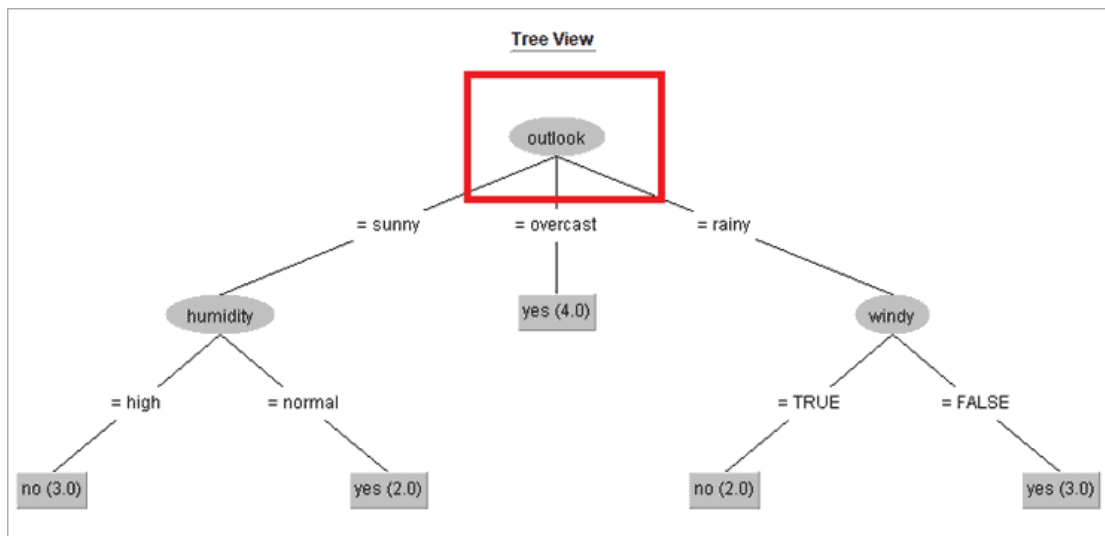 Tree View
outlook
= sunny
= overcast
= rainy
humidity
yes (4.0)
windy
= high
= normal
= TRUE
= FALSE
no (3.0)
yes (2.0)
no (2.0)
yes (3.0)